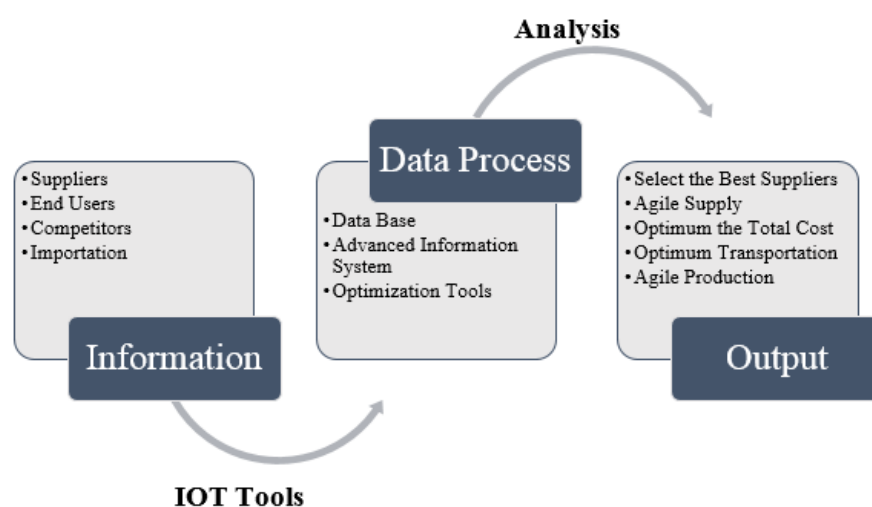 Analysis
Data Process
•Suppliers
•End Users
•Competitors
•Importation
Information
•Data Base
•Advanced Information
System
•Optimization Tools
•Select the Best Suppliers
•Agile Supply
•Optimum the Total Cost
•Optimum Transportation
•Agile Production
Output
IOT Tools